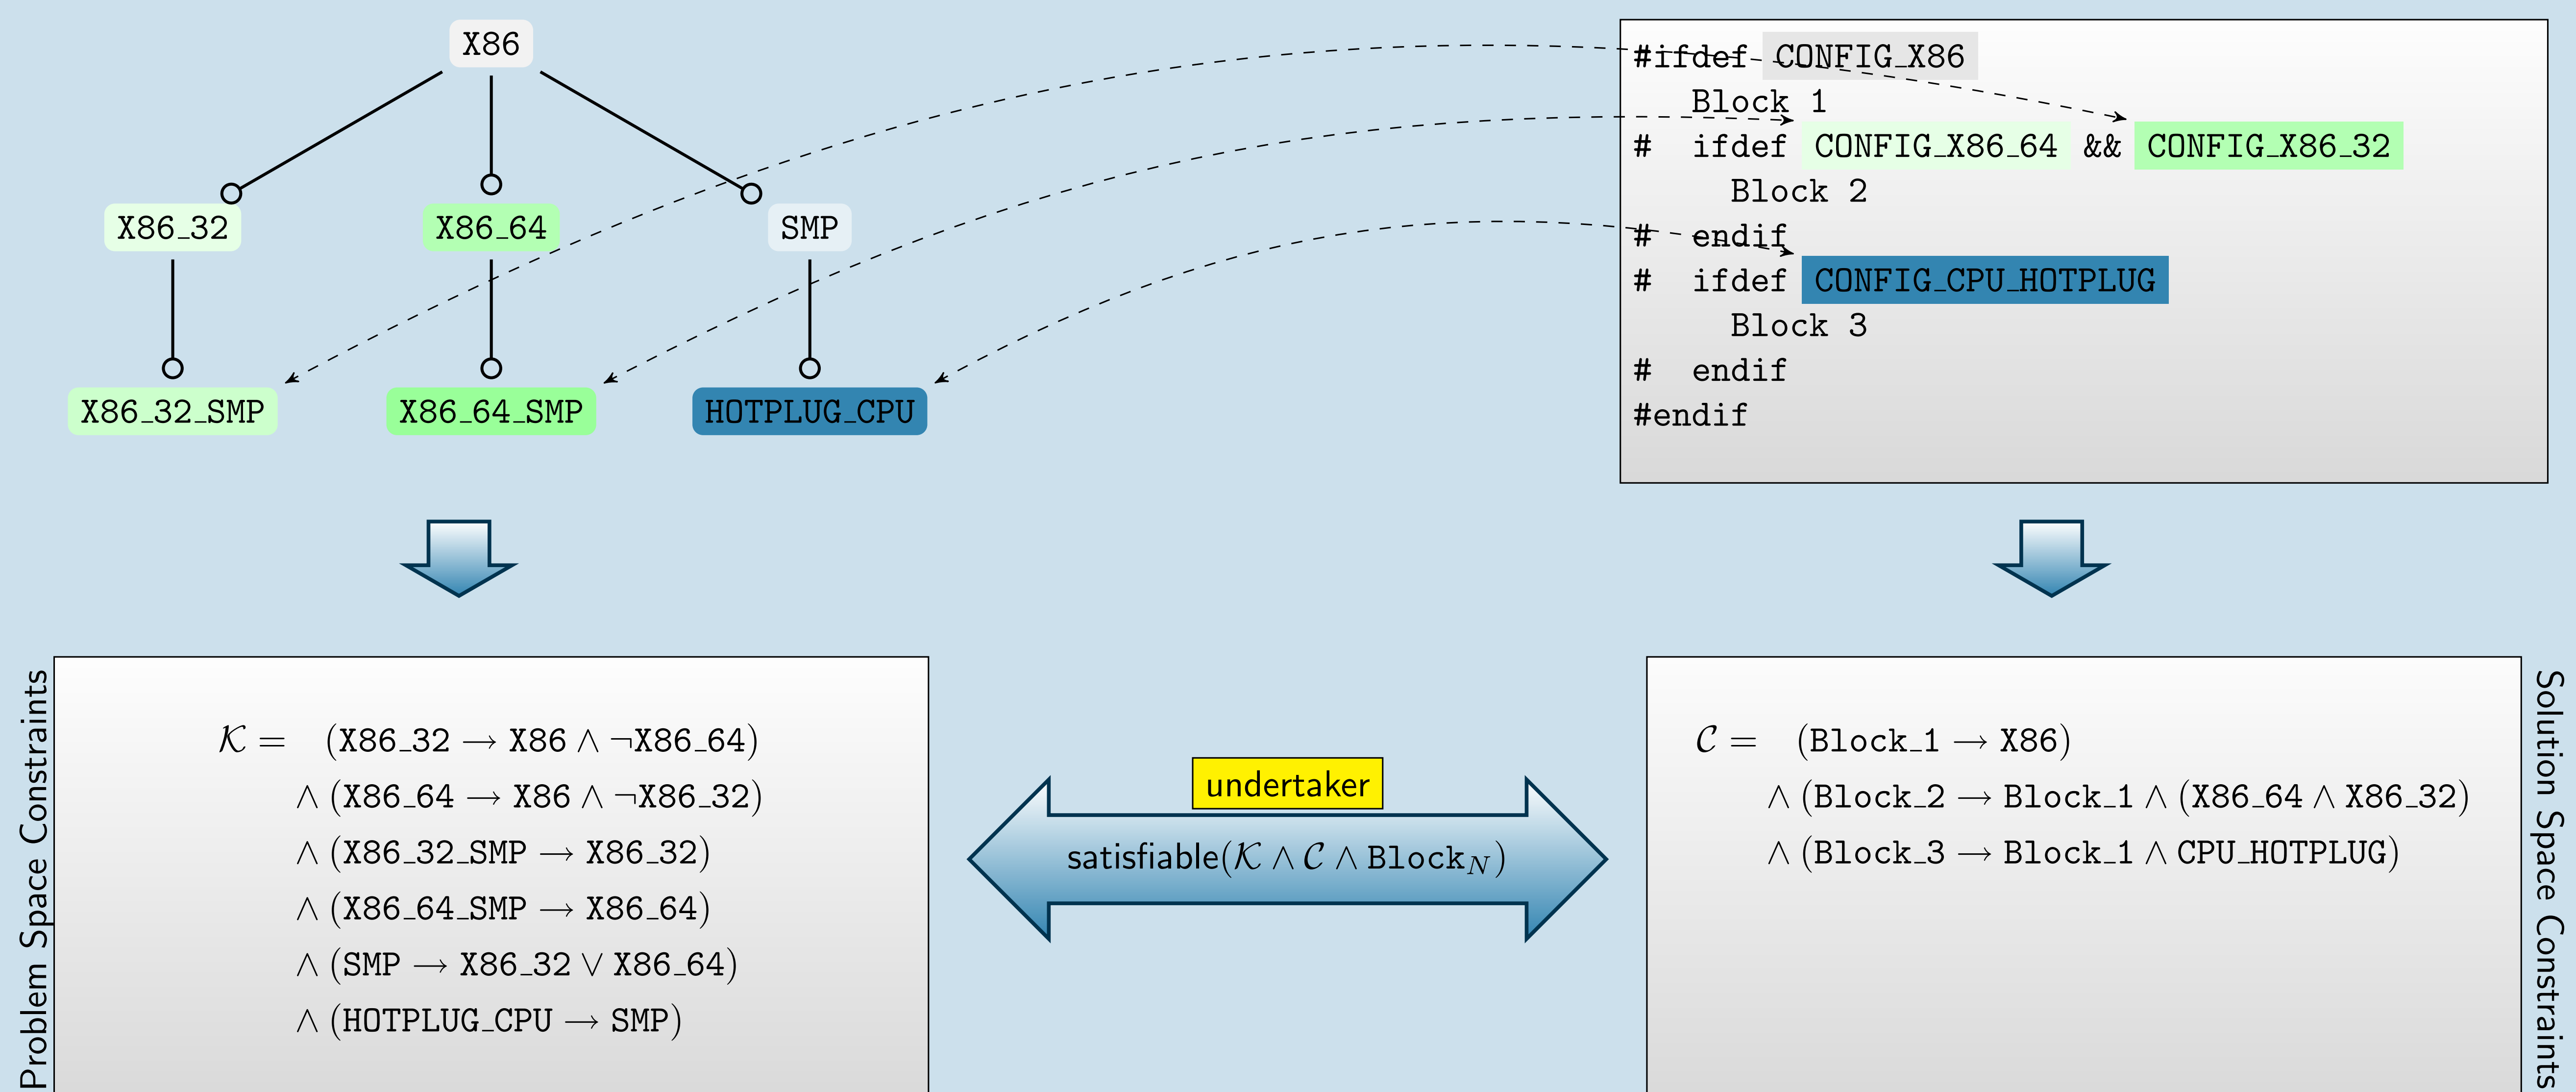 X86
X86_32 X86_64 SMP
X86_32_SMP X86_64_SMP HOTPLUG_CPU
#ifdef CONFIG_X86
Block 1
# ifdef CONFIG_X86_64 && CONFIG_X86_32
Block 2
# endif
# ifdef CONFIG_CPU_HOTPLUG
Block 3
# endif
#endif
Problem Space Constraints
𝒦 = (X86_32 → X86 ∧ ¬X86_64)
∧ (X86_64 → X86 ∧ ¬X86_32)
∧ (X86_32_SMP → X86_32)
∧ (X86_64_SMP → X86_64)
∧ (SMP → X86_32 ∨ X86_64)
∧ (HOTPLUG_CPU → SMP)
undertaker
satisfiable(𝒦 ∧ 𝒞 ∧ Block_N)
𝒞 = (Block_1 → X86)
∧ (Block_2 → Block_1 ∧ (X86_64 ∧ X86_32)
∧ (Block_3 → Block_1 ∧ CPU_HOTPLUG)
Solution Space Constraints